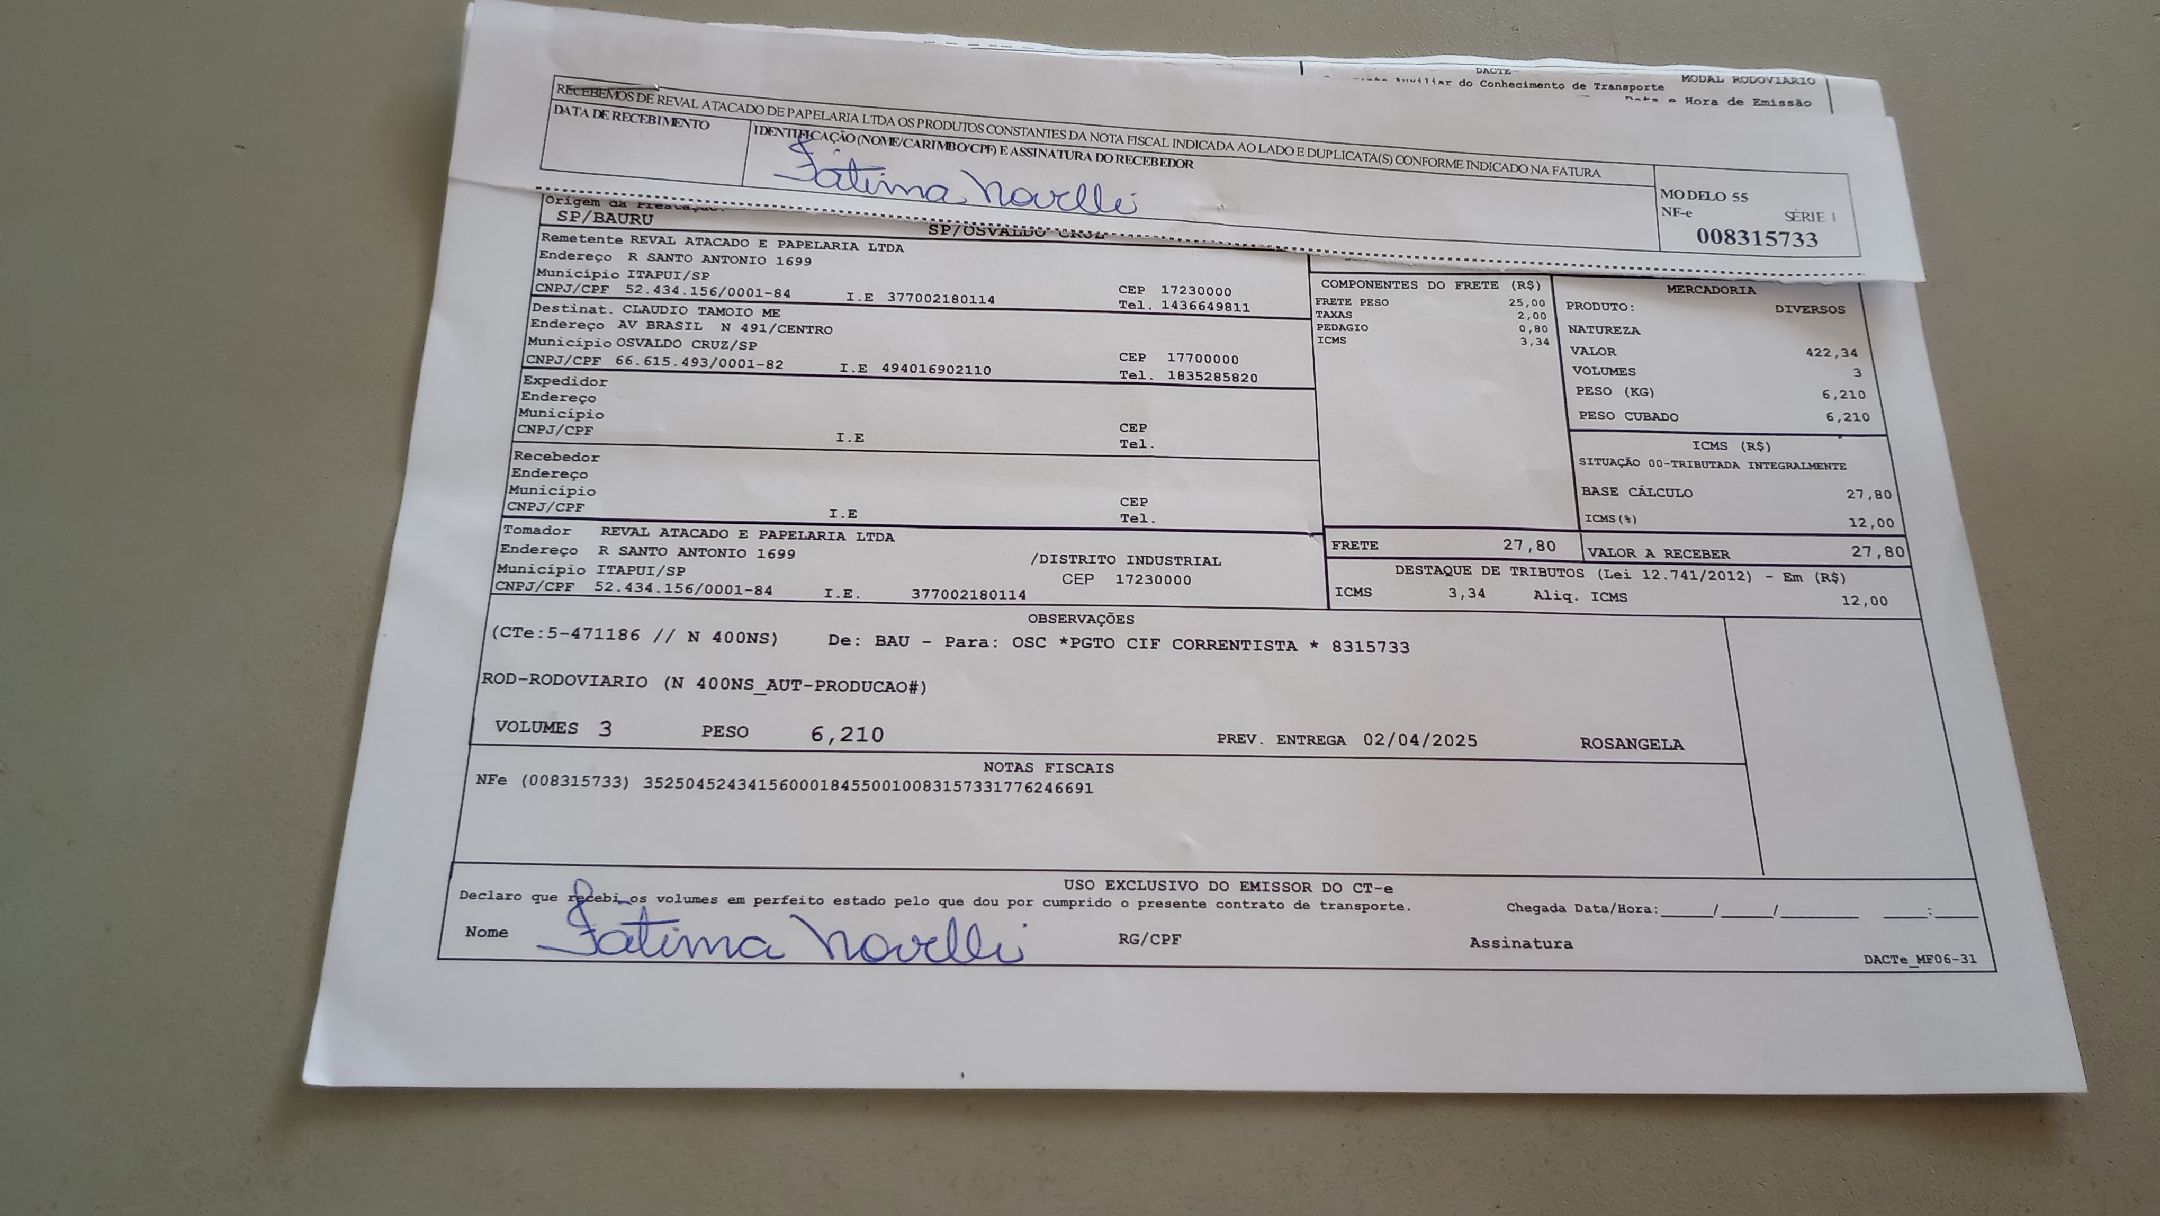 DACTE
do Conhecimento de Transporte
MODAL RODOVIÁRIO
e Hora de Emissão
RECEBEMOS DE REVAL ATACADO DE PAPELARIA LTDA OS PRODUTOS CONSTANTES DA NOTA FISCAL INDICADA AO LADO E DUPLICATA(S) CONFORME INDICADO NA FATURA
DATA DE RECEBIMENTO
IDENTIFICAÇÃO (NOME/CARIMBO/CPF) E ASSINATURA DO RECEBEDOR
Fátima Novelli
MODELO 55
NF-e SÉRIE 1
008315733
Origem da Prestação
SP/BAURU
SP/OSVALDO CRUZ
Remetente REVAL ATACADO E PAPELARIA LTDA
Endereço R SANTO ANTONIO 1699
Município ITAPUI/SP CEP 17230000
CNPJ/CPF 52.434.156/0001-84 I.E 377002180114 Tel. 1436649811
Destinat. CLAUDIO TAMOIO ME
Endereço AV BRASIL N 491/CENTRO
Município OSVALDO CRUZ/SP CEP 17700000
CNPJ/CPF 66.615.493/0001-82 I.E 494016902110 Tel. 1835285820
Expedidor
Endereço
Município CEP
CNPJ/CPF I.E Tel.
Recebedor
Endereço
Município CEP
CNPJ/CPF I.E Tel.
Tomador REVAL ATACADO E PAPELARIA LTDA
Endereço R SANTO ANTONIO 1699 /DISTRITO INDUSTRIAL
Município ITAPUI/SP CEP 17230000
CNPJ/CPF 52.434.156/0001-84 I.E. 377002180114
COMPONENTES DO FRETE (R$)
FRETE PESO 25,00
TAXAS 2,00
PEDAGIO 0,80
ICMS 3,34
MERCADORIA
PRODUTO: DIVERSOS
NATUREZA
VALOR 422,34
VOLUMES 3
PESO (KG) 6,210
PESO CUBADO 6,210
ICMS (R$)
SITUAÇÃO 00-TRIBUTADA INTEGRALMENTE
BASE CÁLCULO 27,80
ICMS(%) 12,00
FRETE 27,80 VALOR A RECEBER 27,80
DESTAQUE DE TRIBUTOS (Lei 12.741/2012) - Em (R$)
ICMS 3,34 Aliq. ICMS 12,00
OBSERVAÇÕES
(CTe:5-471186 // N 400NS) De: BAU - Para: OSC *PGTO CIF CORRENTISTA * 8315733
ROD-RODOVIARIO (N 400NS_AUT-PRODUCAO#)
VOLUMES 3 PESO 6,210 PREV. ENTREGA 02/04/2025 ROSANGELA
NOTAS FISCAIS
NFe (008315733) 35250452434156000184550010083157331776246691
USO EXCLUSIVO DO EMISSOR DO CT-e
Declaro que recebi os volumes em perfeito estado pelo que dou por cumprido o presente contrato de transporte. Chegada Data/Hora:_____/_____/________ ____:____
Nome Fatima Novelli RG/CPF Assinatura
DACTe_MF06-31